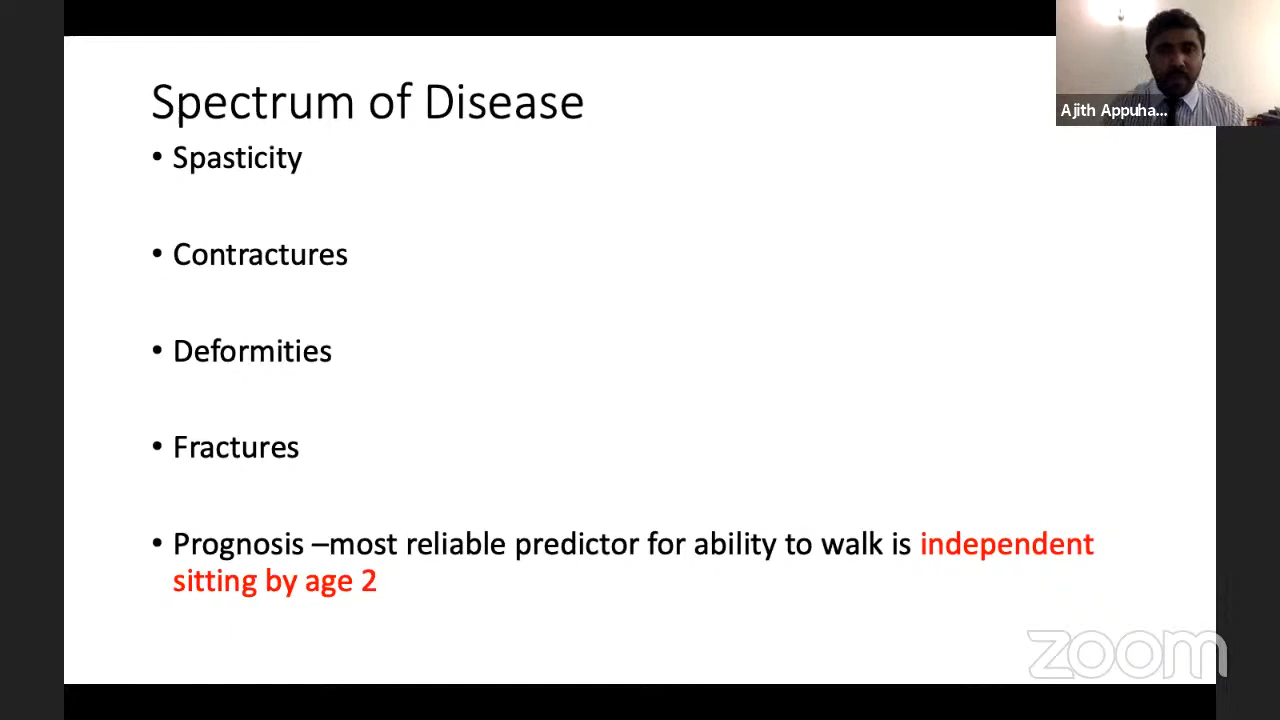 Spectrum of Disease
• Spasticity
• Contractures
• Deformities
• Fractures
• Prognosis –most reliable predictor for ability to walk is independent
sitting by age 2
Ajith Appuha...
zoom